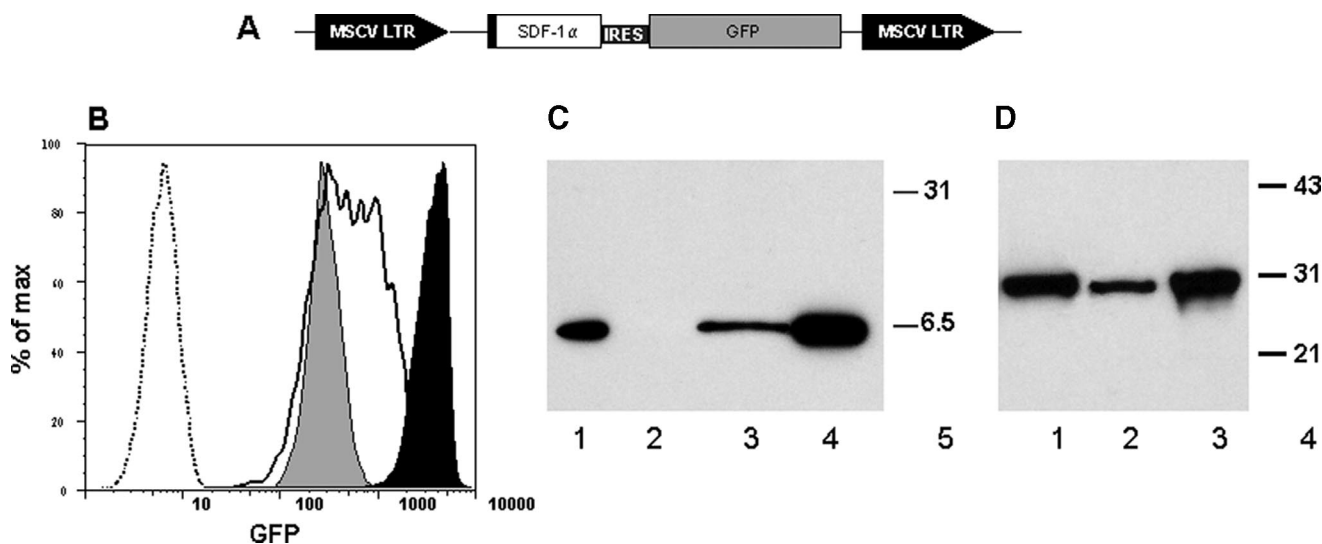 A
MSCV LTR
SDF-1α
IRES
GFP
MSCV LTR
B
100
80
60
40
20
0
% of max
10
100
1000
10000
GFP
C
31
6.5
1 2 3 4 5
D
43
31
21
1 2 3 4